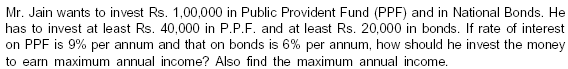 Mr. Jain wants to invest Rs. 1,00,000 in Public Provident Fund (PPF) and in National Bonds. He
has to invest at least Rs. 40,000 in P.P.F. and at least Rs. 20,000 in bonds. If rate of interest
on PPF is 9% per annum and that on bonds is 6% per annum, how should he invest the money
to earn maximum annual income? Also find the maximum annual income.